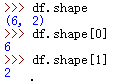 >>> df.shape
(6, 2)
>>> df.shape[0]
6
>>> df.shape[1]
2